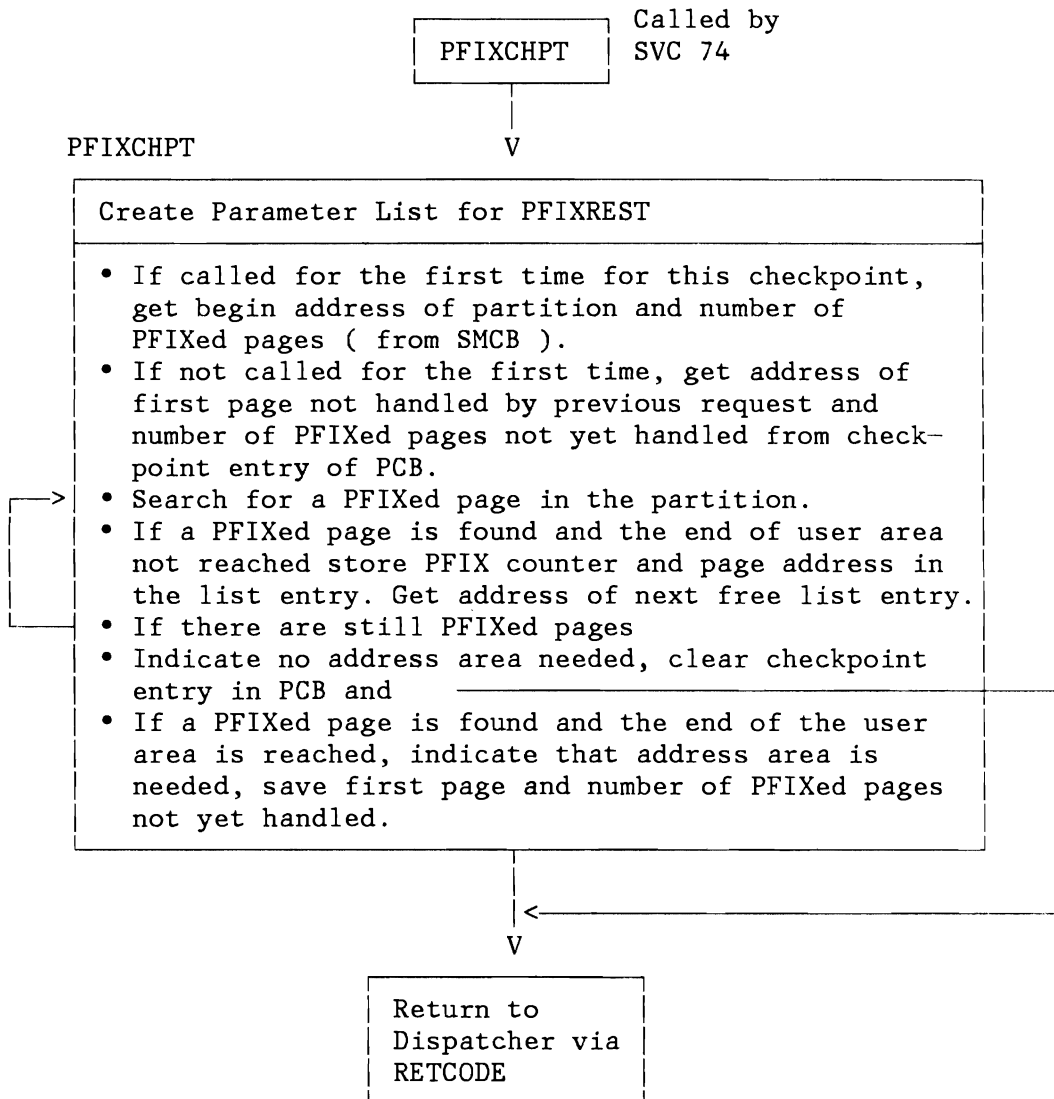 Called by
PFIXCHPT SVC 74
PFIXCHPT V
Create Parameter List for PFIXREST
• If called for the first time for this checkpoint,
get begin address of partition and number of
PFIXed pages ( from SMCB ).
• If not called for the first time, get address of
first page not handled by previous request and
number of PFIXed pages not yet handled from check-
point entry of PCB.
> • Search for a PFIXed page in the partition.
• If a PFIXed page is found and the end of user area
not reached store PFIX counter and page address in
the list entry. Get address of next free list entry.
• If there are still PFIXed pages
• Indicate no address area needed, clear checkpoint
entry in PCB and
• If a PFIXed page is found and the end of the user
area is reached, indicate that address area is
needed, save first page and number of PFIXed pages
not yet handled.
<
V
Return to
Dispatcher via
RETCODE